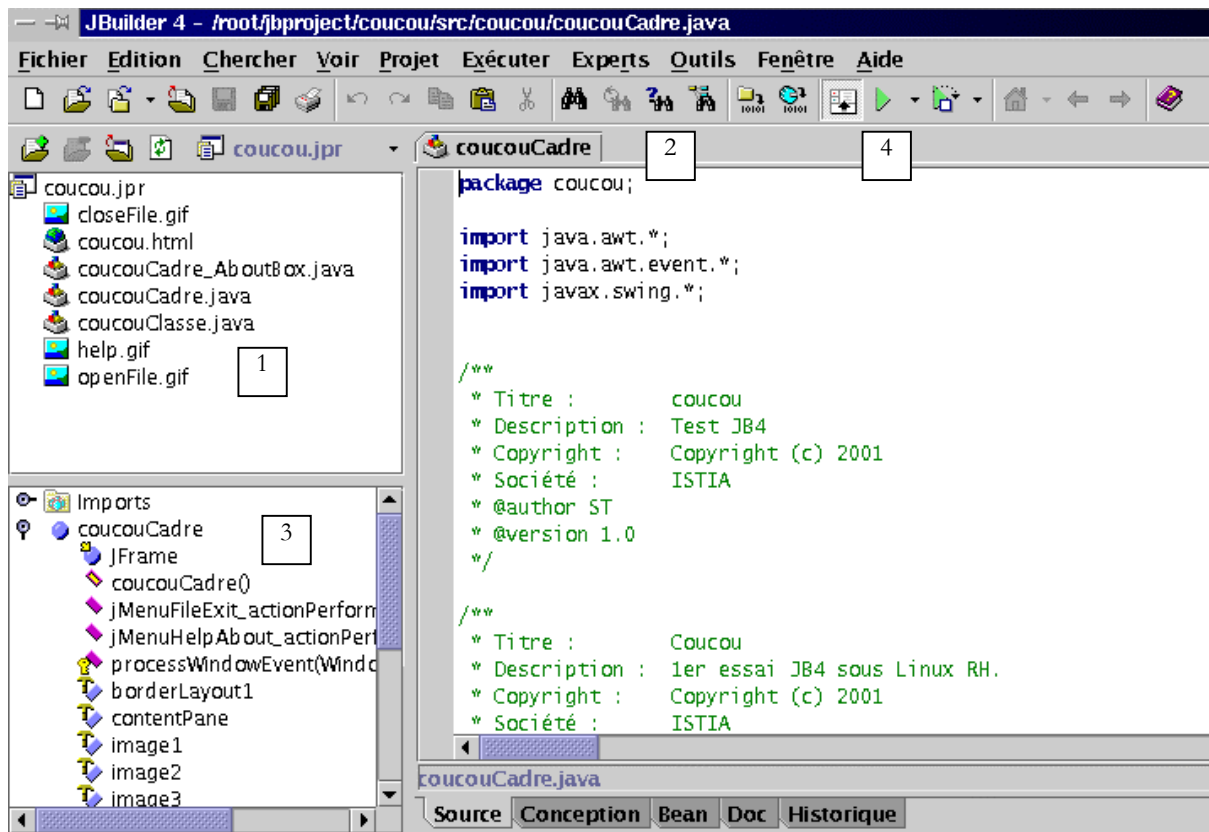 JBuilder 4 – /root/jbproject/coucou/src/coucou/coucouCadre.java
Fichier Edition Chercher Voir Projet Exécuter Experts Outils Fenêtre Aide
coucou.jpr
coucouCadre
2
4
coucou.jpr
closeFile.gif
coucou.html
coucouCadre_AboutBox.java
coucouCadre.java
coucouClasse.java
help.gif
openFile.gif
1
Imports
coucouCadre
3
JFrame
coucouCadre()
jMenuFileExit_actionPerform
jMenuHelpAbout_actionPerf
processWindowEvent(Windo
borderLayout1
contentPane
image1
image2
image3
package coucou;
import java.awt.*;
import java.awt.event.*;
import javax.swing.*;
/**
* Titre : coucou
* Description : Test JB4
* Copyright : Copyright (c) 2001
* Société : ISTIA
* @author ST
* @version 1.0
*/
/**
* Titre : Coucou
* Description : 1er essai JB4 sous Linux RH.
* Copyright : Copyright (c) 2001
* Société : ISTIA
coucouCadre.java
Source Conception Bean Doc Historique